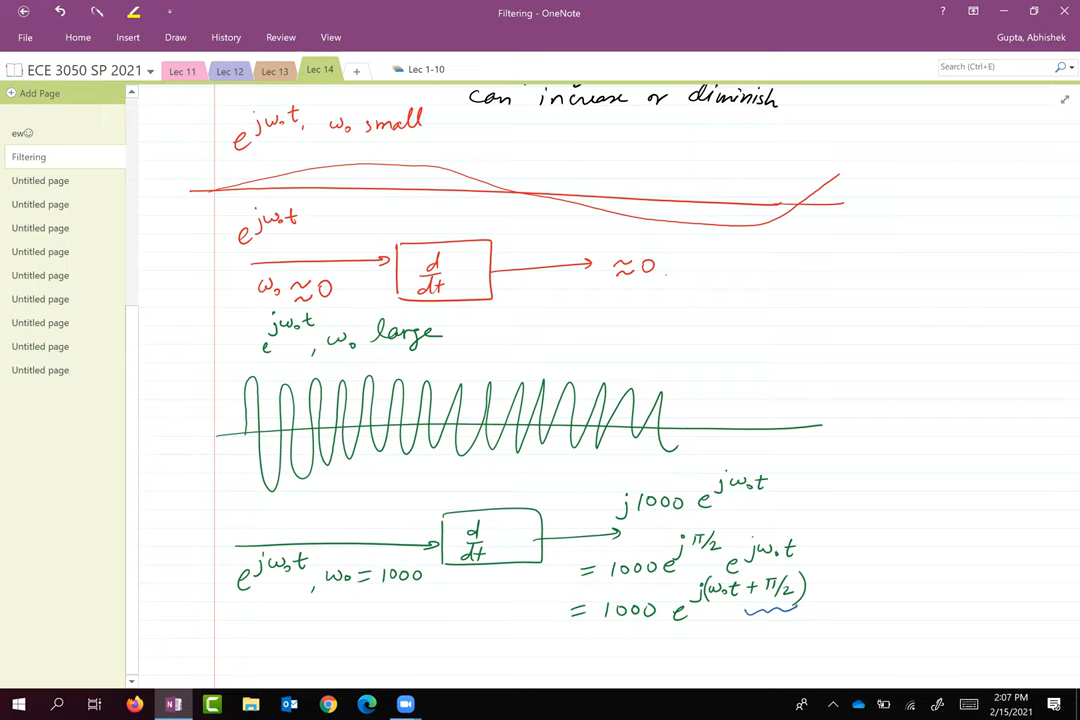 Filtering - OneNote
Gupta, Abhishek
File Home Insert Draw History Review View
ECE 3050 SP 2021 Lec 11 Lec 12 Lec 13 Lec 14 Lec 1-10
Search (Ctrl+E)
Add Page
ew☺
Filtering
Untitled page
Untitled page
Untitled page
Untitled page
Untitled page
Untitled page
Untitled page
Untitled page
Untitled page
can increase or diminish
e^{jω₀t}, ω₀ small
e^{jω₀t}
d/dt
≈ 0
ω₀ ≈ 0
e^{jω₀t}, ω₀ large
j1000 e^{jω₀t}
d/dt
e^{jω₀t}, ω₀ = 1000
= 1000 e^{jπ/2} e^{jω₀t}
= 1000 e^{j(ω₀t + π/2)}
2:07 PM
2/15/2021